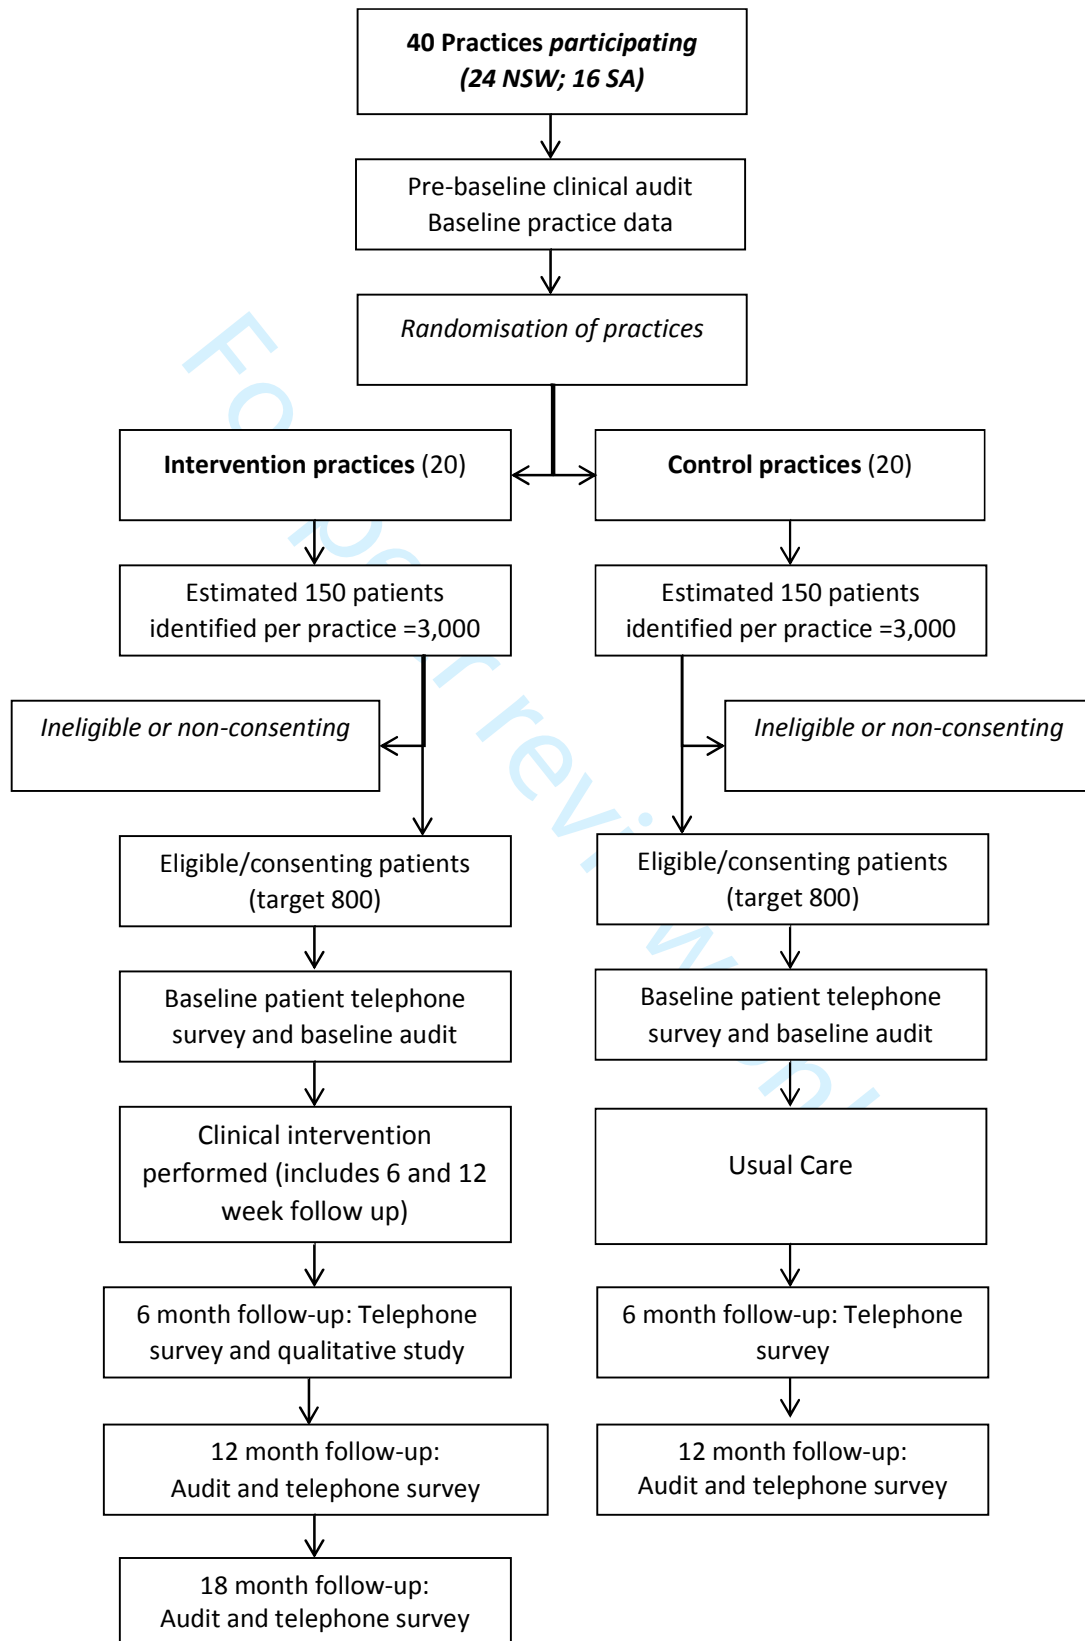 40 Practices participating
(24 NSW; 16 SA)
Pre-baseline clinical audit
Baseline practice data
Randomisation of practices
Intervention practices (20)
Control practices (20)
Estimated 150 patients
identified per practice =3,000
Estimated 150 patients
identified per practice =3,000
Ineligible or non-consenting
Ineligible or non-consenting
Eligible/consenting patients
(target 800)
Eligible/consenting patients
(target 800)
Baseline patient telephone
survey and baseline audit
Baseline patient telephone
survey and baseline audit
Clinical intervention
performed (includes 6 and 12
week follow up)
Usual Care
6 month follow-up: Telephone
survey and qualitative study
6 month follow-up: Telephone
survey
12 month follow-up:
Audit and telephone survey
12 month follow-up:
Audit and telephone survey
18 month follow-up:
Audit and telephone survey
For peer review only